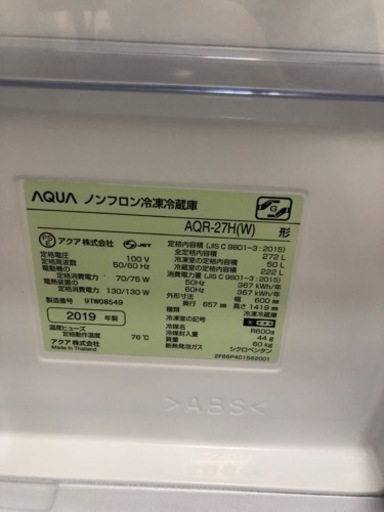 AQUA ノンフロン冷凍冷蔵庫
AQR-27H(W) 形
アクア株式会社 JET
定格電圧 100 V
定格周波数 50/60 Hz
電動機の
定格消費電力 70/75 W
電熱装置の
定格消費電力 130/130 W
製造番号 9TW08549
2019 年製
温度ヒューズ
定格動作温度 76℃
アクア株式会社
Made in Thailand
定格内容積 (JIS C 9801-3:2015)
全定格内容積 272 L
冷凍室の定格内容積 50 L
冷蔵室の定格内容積 222 L
消費電力量 (JIS C 9801-3:2015)
50Hz 367 kWh/年
60Hz 367 kWh/年
外形寸法 幅 600 mm
奥行 657 mm 高さ 1419 mm
種類 冷凍冷蔵庫
冷凍室の記号
冷媒 R600a
冷媒封入量 44 g
質量 60 kg
断熱発泡ガス シクロペンタン
>ABS<